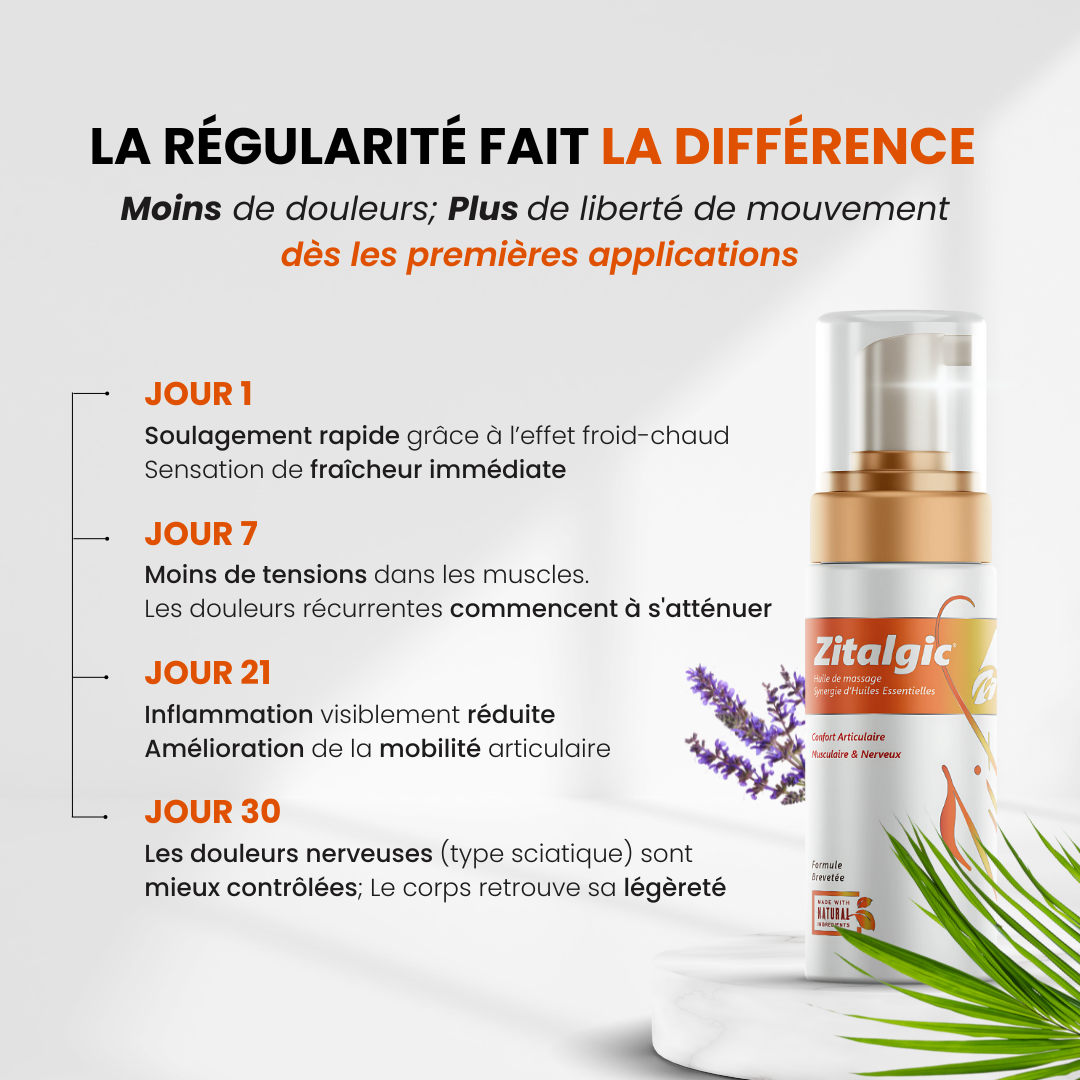 LA RÉGULARITÉ FAIT LA DIFFÉRENCE
Moins de douleurs; Plus de liberté de mouvement
dès les premières applications
JOUR 1
Soulagement rapide grâce à l'effet froid-chaud
Sensation de fraîcheur immédiate
JOUR 7
Moins de tensions dans les muscles.
Les douleurs récurrentes commencent à s'atténuer
JOUR 21
Inflammation visiblement réduite
Amélioration de la mobilité articulaire
JOUR 30
Les douleurs nerveuses (type sciatique) sont
mieux contrôlées; Le corps retrouve sa légèreté
Zitalgic
Huile de massage
Synergie d'Huiles Essentielles
Confort Articulaire
Musculaire & Nerveux
Formule
Brevetée
MADE WITH
NATURAL
INGREDIENTS